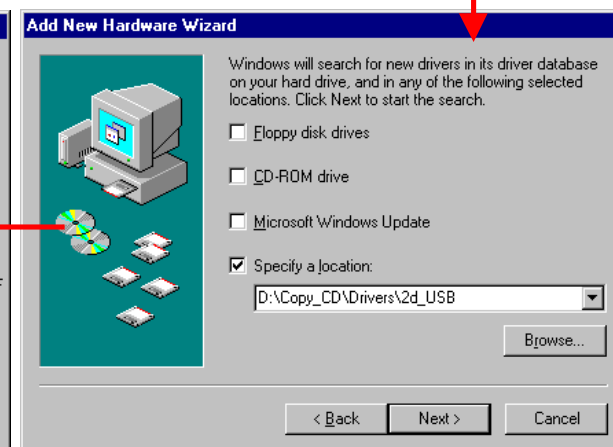 Add New Hardware Wizard
Windows will search for new drivers in its driver database
on your hard drive, and in any of the following selected
locations. Click Next to start the search.
Floppy disk drives
CD-ROM drive
Microsoft Windows Update
Specify a location:
D:\Copy_CD\Drivers\2d_USB
Browse...
< Back
Next >
Cancel